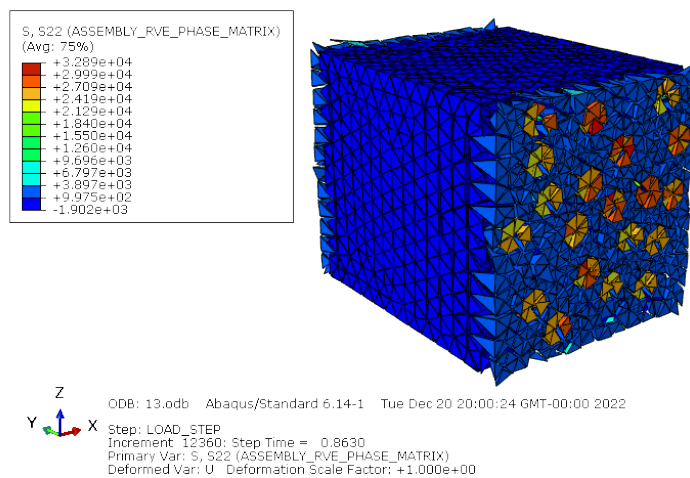 S, S22 (ASSEMBLY_RVE_PHASE_MATRIX)
(Avg: 75%)
+3.289e+04
+2.999e+04
+2.709e+04
+2.419e+04
+2.129e+04
+1.840e+04
+1.550e+04
+1.260e+04
+9.696e+03
+6.797e+03
+3.897e+03
+9.975e+02
-1.902e+03
Z
Y
X
ODB: 13.odb Abaqus/Standard 6.14-1 Tue Dec 20 20:00:24 GMT-00:00 2022
Step: LOAD_STEP
Increment 12360: Step Time = 0.8630
Primary Var: S, S22 (ASSEMBLY_RVE_PHASE_MATRIX)
Deformed Var: U Deformation Scale Factor: +1.000e+00